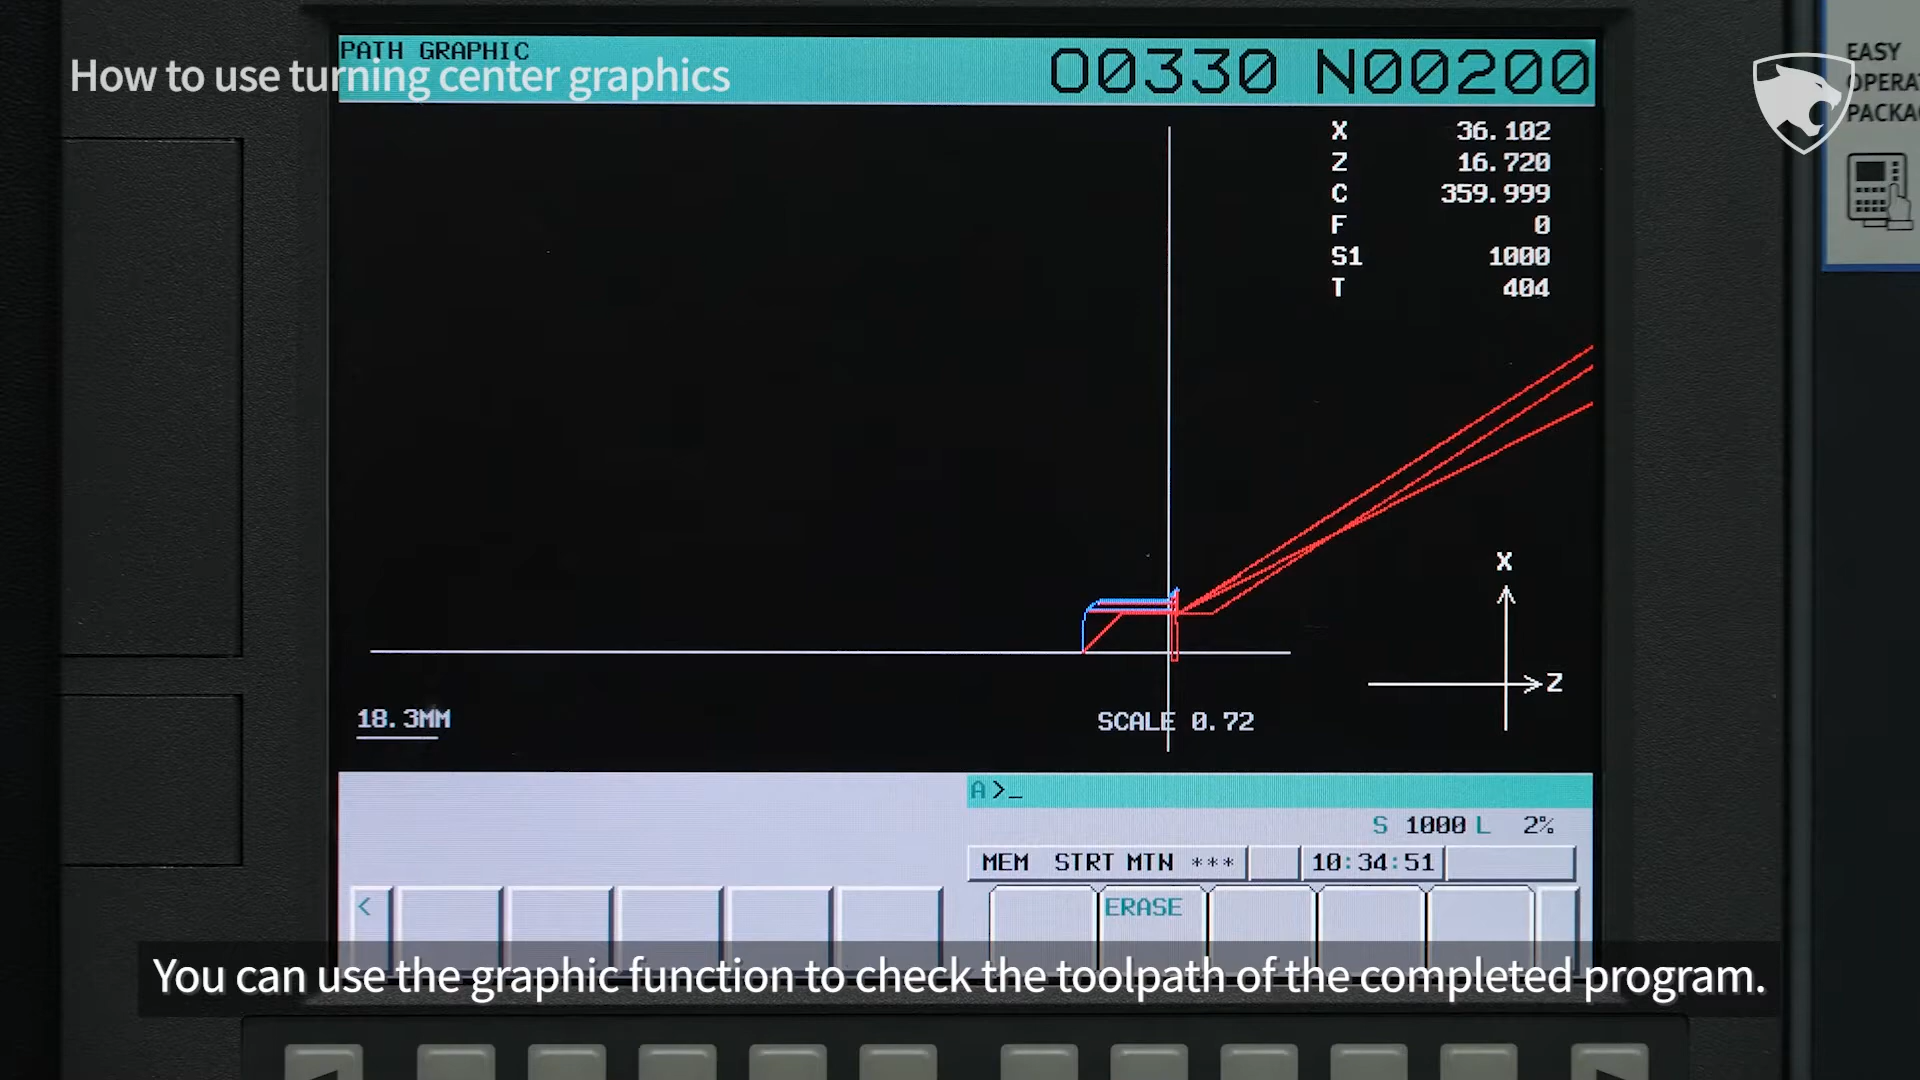 PATH GRAPHIC
How to use turning center graphics
O0330 N00200
EASY
OPERA
PACKA
X 36.102
Z 16.720
C 359.999
F 0
S1 1000
T 404
X
Z
18.3MM
SCALE 0.72
A>_
S 1000 L 2%
MEM STRT MTN *** 10:34:51
< ERASE
You can use the graphic function to check the toolpath of the completed program.